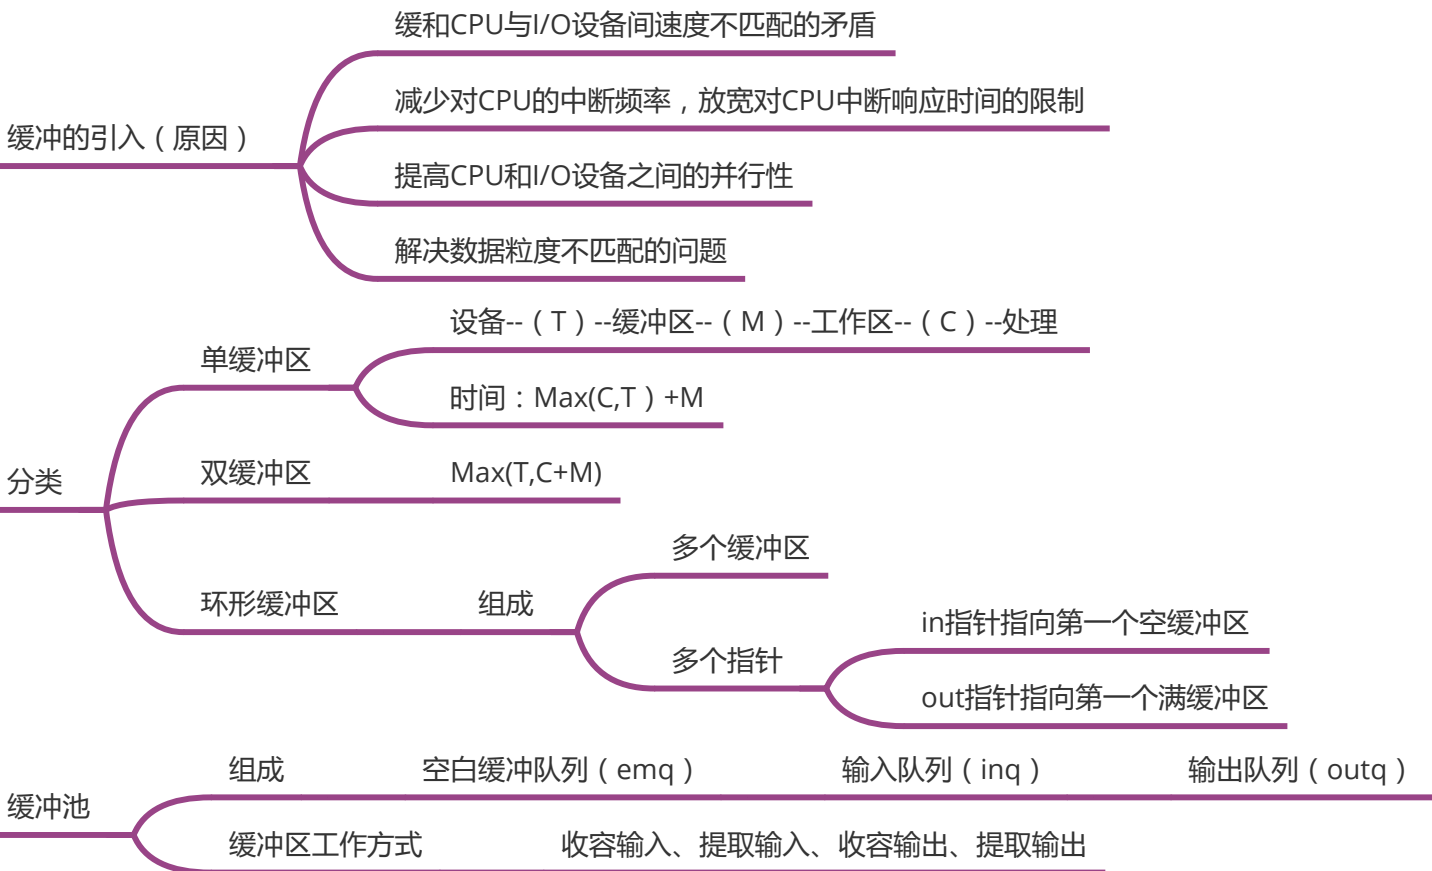 缓和CPU与I/O设备间速度不匹配的矛盾
减少对CPU的中断频率，放宽对CPU中断响应时间的限制
缓冲的引入（原因）
提高CPU和I/O设备之间的并行性
解决数据粒度不匹配的问题
设备--（T）--缓冲区--（M）--工作区--（C）--处理
单缓冲区
时间：Max(C,T）+M
分类
双缓冲区 Max(T,C+M)
多个缓冲区
环形缓冲区 组成
in指针指向第一个空缓冲区
多个指针
out指针指向第一个满缓冲区
组成 空白缓冲队列（emq） 输入队列（inq） 输出队列（outq）
缓冲池
缓冲区工作方式 收容输入、提取输入、收容输出、提取输出